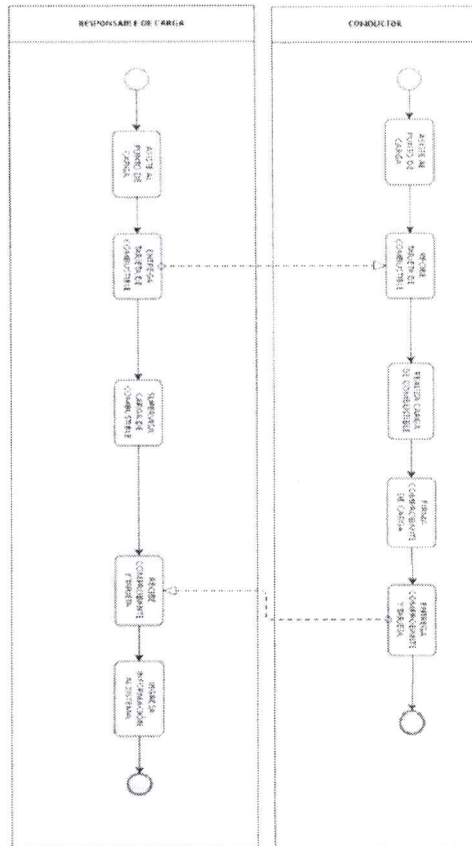 RESPONSABLE DE CARGA
ASISTE AL
PUNTO DE
CARGA
ENTREGA
TARJETA DE
COMBUSTIBLE
SUPERVISA
CARGA DE
COMBUSTIBLE
RECIBE
COMPROBANTE
Y TARJETA
INGRESA
INFORMACIÓN
AL SISTEMA
CONDUCTOR
ASISTE AL
PUNTO DE
CARGA
RECIBE
TARJETA DE
COMBUSTIBLE
REALIZA CARGA
DE COMBUSTIBLE
FIRMA
COMPROBANTE
DE CARGA
ENTREGA
COMPROBANTE
Y TARJETA